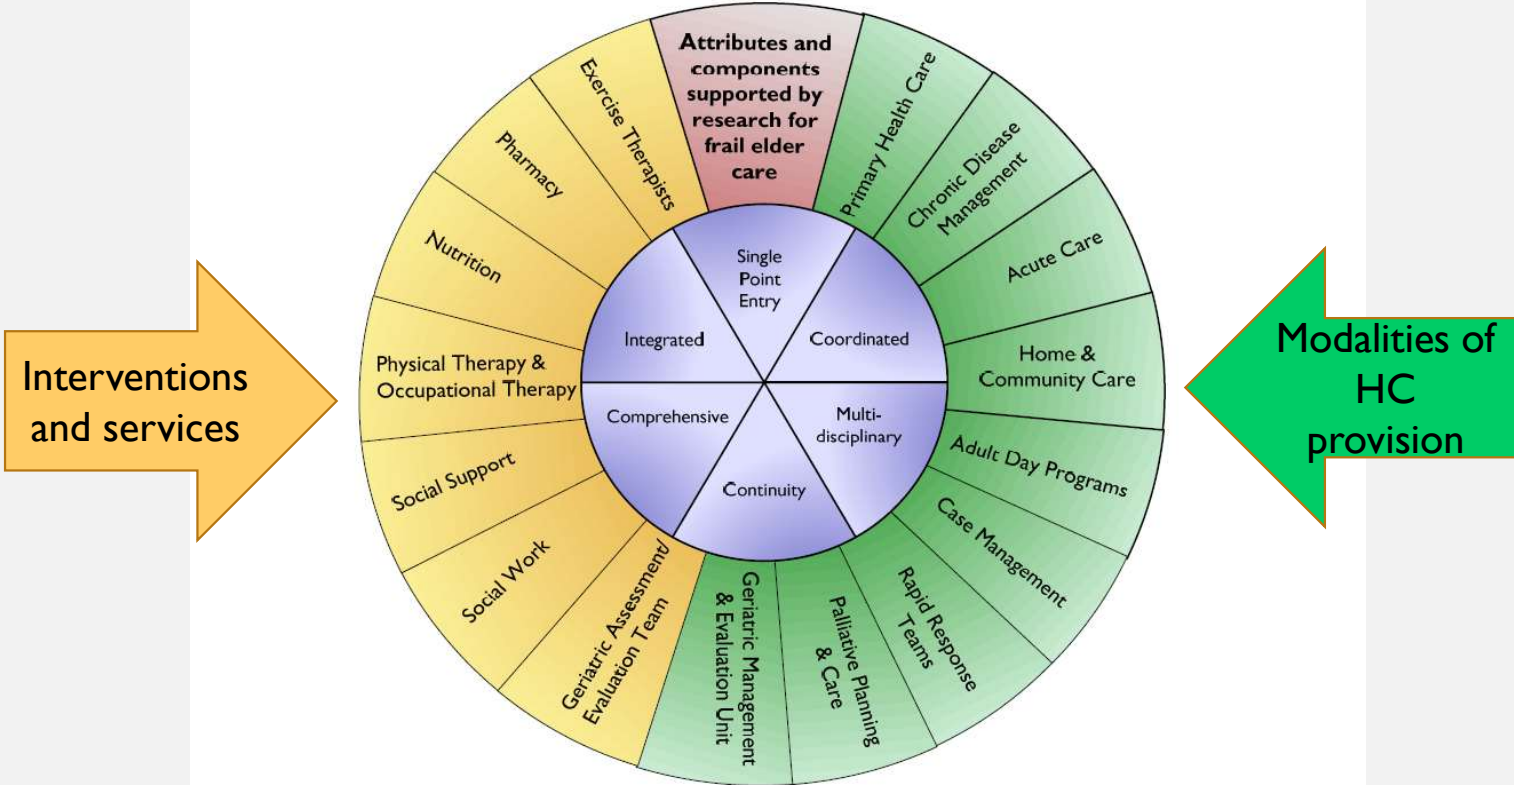 Attributes and
components
supported by
research for
frail elder
care
Primary Health Care
Chronic Disease
Management
Acute Care
Home &
Community Care
Adult Day Programs
Case Management
Rapid Response
Teams
Palliative Planning
& Care
Geriatric Management
& Evaluation Unit
Geriatric Assessment/
Evaluation Team
Social Work
Social Support
Physical Therapy &
Occupational Therapy
Nutrition
Pharmacy
Exercise Therapists
Single
Point
Entry
Coordinated
Multi-
disciplinary
Continuity
Comprehensive
Integrated
Interventions
and services
Modalities of
HC
provision